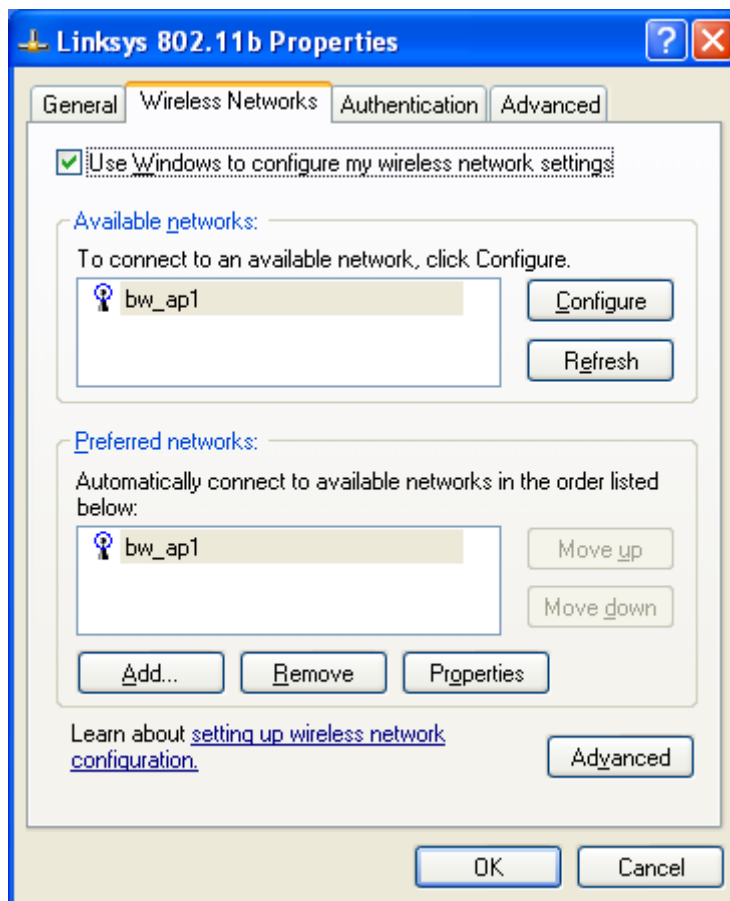 Linksys 802.11b Properties
General Wireless Networks Authentication Advanced
Use Windows to configure my wireless network settings
Available networks:
To connect to an available network, click Configure.
bw_ap1
Configure
Refresh
Preferred networks:
Automatically connect to available networks in the order listed
below:
bw_ap1
Move up
Move down
Add... Remove Properties
Learn about setting up wireless network
configuration.
Advanced
OK Cancel